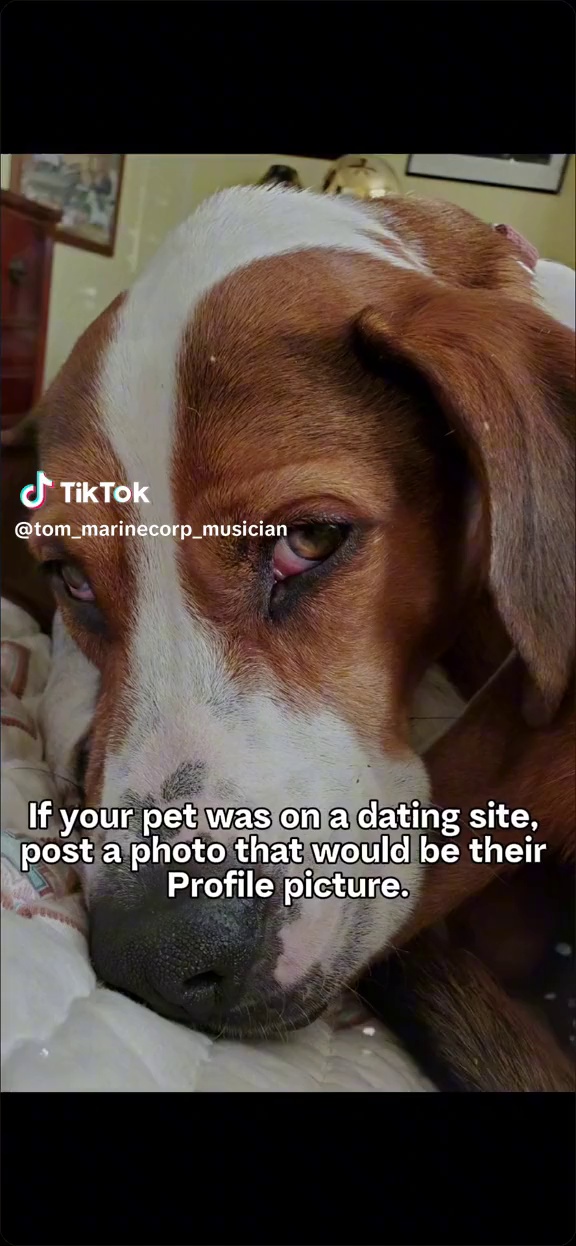 TikTok
@tom_marinecorp_musician
If your pet was on a dating site,
post a photo that would be their
Profile picture.